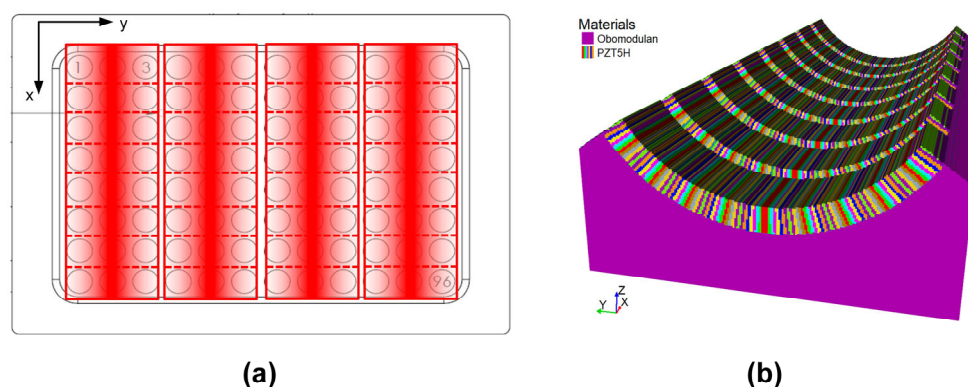 y
x
1
3
96
(a)
Materials
Obomodulan
PZT5H
Z
Y
X
(b)